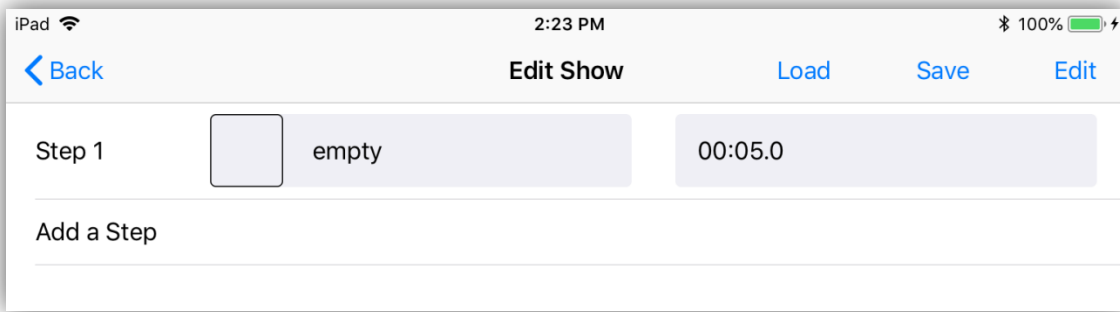 iPad 2:23 PM 100%
Back Edit Show Load Save Edit
Step 1 empty 00:05.0
Add a Step